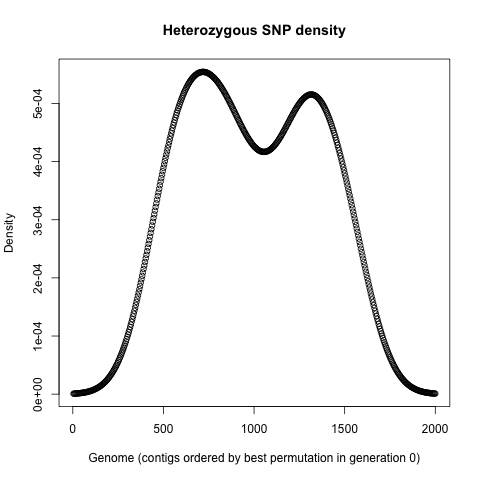 Heterozygous SNP density
Density
5e-04
4e-04
3e-04
2e-04
1e-04
0e+00
0 500 1000 1500 2000
Genome (contigs ordered by best permutation in generation 0)